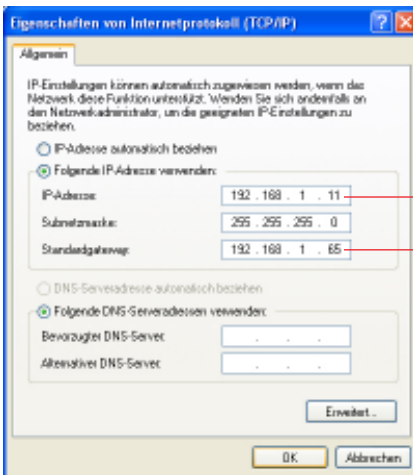 Eigenschaften von Internetprotokoll (TCP/IP)
Allgemein
IP-Einstellungen können automatisch zugewiesen werden, wenn das
Netzwerk diese Funktion unterstützt. Wenden Sie sich andernfalls an
den Netzwerkadministrator, um die geeigneten IP-Einstellungen zu
beziehen.
IP-Adresse automatisch beziehen
Folgende IP-Adresse verwenden:
IP-Adresse: 192 . 168 . 1 . 11
Subnetzmaske: 255 . 255 . 255 . 0
Standardgateway: 192 . 168 . 1 . 65
DNS-Serveradresse automatisch beziehen
Folgende DNS-Serveradressen verwenden:
Bevorzugter DNS-Server: . . .
Alternativer DNS-Server: . . .
Erweitert...
OK Abbrechen